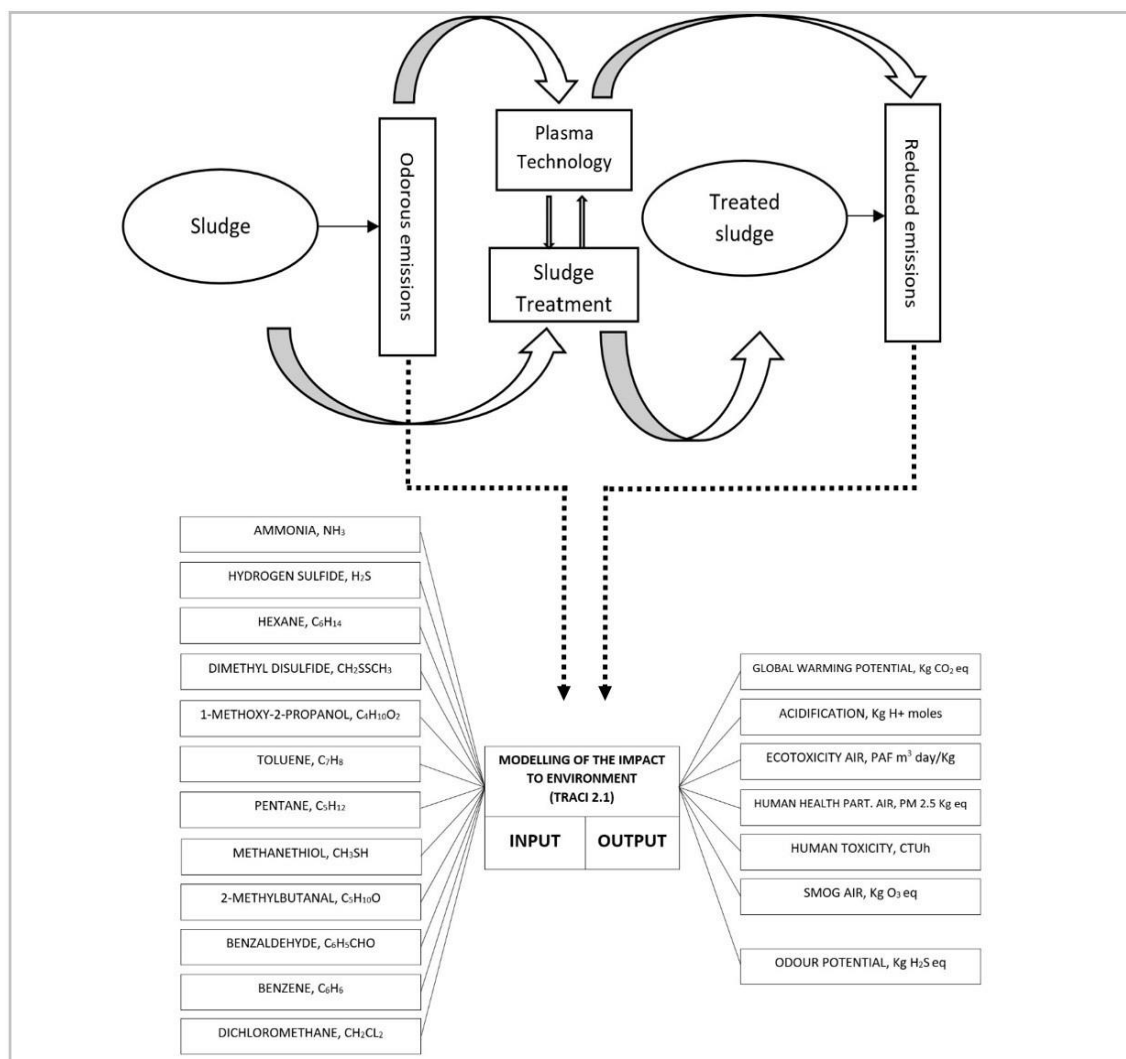 Sludge
Odorous emissions
Plasma
Technology
Sludge
Treatment
Treated
sludge
Reduced emissions
AMMONIA, NH₃
HYDROGEN SULFIDE, H₂S
HEXANE, C₆H₁₄
DIMETHYL DISULFIDE, CH₂SSCH₃
1-METHOXY-2-PROPANOL, C₄H₁₀O₂
TOLUENE, C₇H₈
PENTANE, C₅H₁₂
METHANETHIOL, CH₃SH
2-METHYLBUTANAL, C₅H₁₀O
BENZALDEHYDE, C₆H₅CHO
BENZENE, C₆H₆
DICHLOROMETHANE, CH₂CL₂
MODELLING OF THE IMPACT
TO ENVIRONMENT
(TRACI 2.1)
INPUT
OUTPUT
GLOBAL WARMING POTENTIAL, Kg CO₂ eq
ACIDIFICATION, Kg H+ moles
ECOTOXICITY AIR, PAF m³ day/Kg
HUMAN HEALTH PART. AIR, PM 2.5 Kg eq
HUMAN TOXICITY, CTUh
SMOG AIR, Kg O₃ eq
ODOUR POTENTIAL, Kg H₂S eq